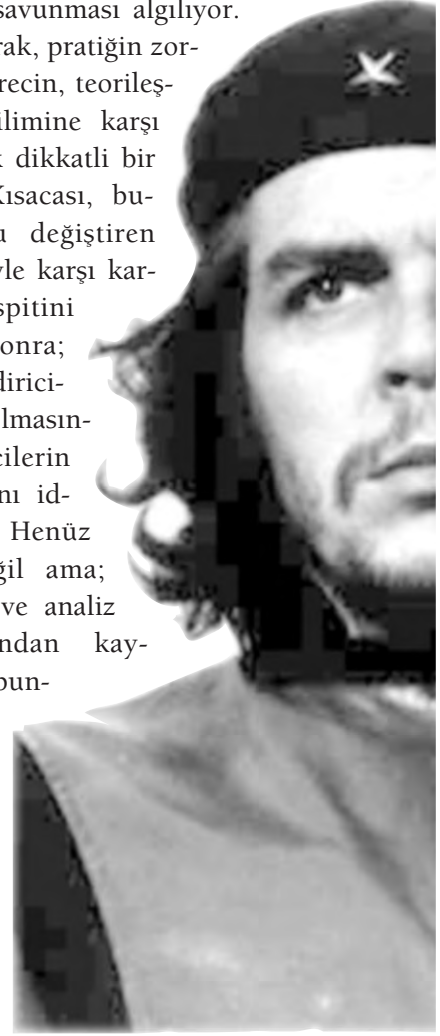 savunması algılıyor.
rak, pratiğin zor-
recin, teorileş-
ilimine karşı
k dikkatli bir
Kısacası, bu-
u değiştiren
yle karşı kar-
spitini
onra;
dirici-
lmasın-
cilerin
nı id-
Henüz
ğil ama;
ve analiz
ndan kay-
bun-